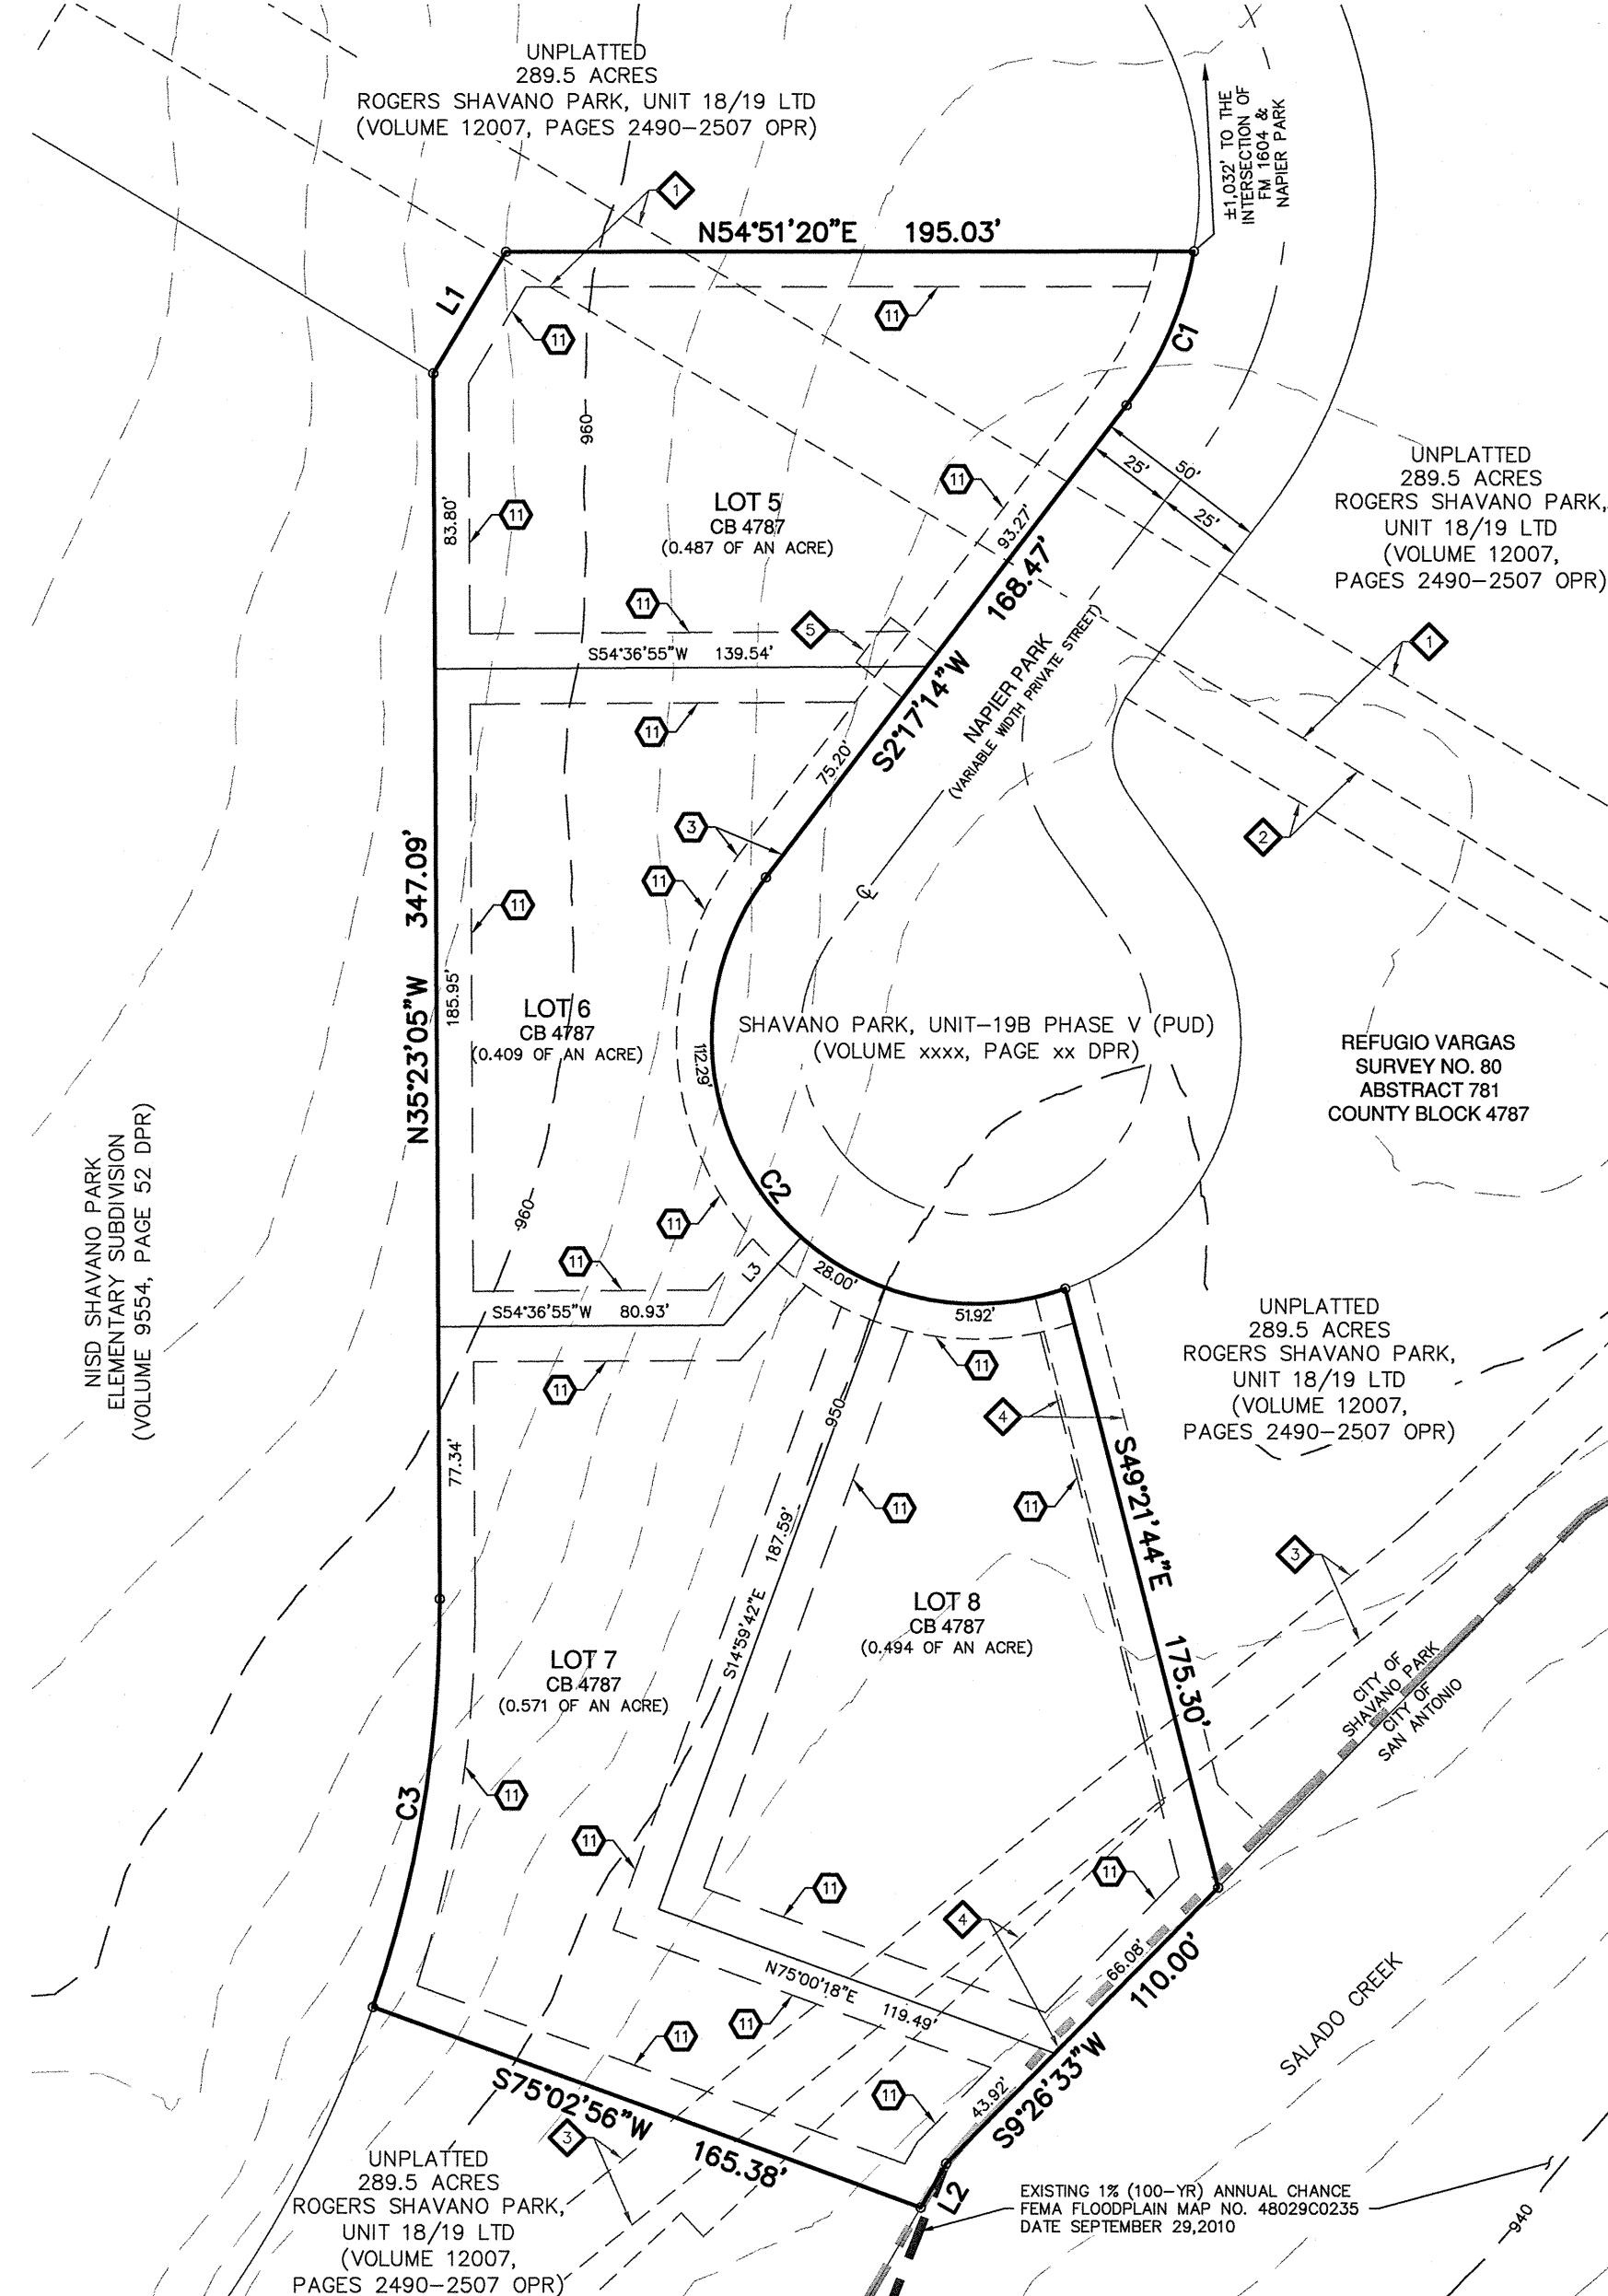 UNPLATTED
289.5 ACRES
ROGERS SHAVANO PARK, UNIT 18/19 LTD
(VOLUME 12007, PAGES 2490-2507 OPR)
±1,032' TO THE
INTERSECTION OF
FM 1604 &
NAPIER PARK
1
N54°51'20"E 195.03'
L1
11
11
C1
960
11
25'
50'
25'
UNPLATTED
289.5 ACRES
ROGERS SHAVANO PARK,
UNIT 18/19 LTD
(VOLUME 12007,
PAGES 2490-2507 OPR)
83.80'
11
LOT 5
CB 4787
(0.487 OF AN ACRE)
93.27'
168.47'
11
5
1
S54°36'55"W 139.54'
S2°17'14"W
NAPIER PARK
(VARIABLE WIDTH PRIVATE STREET)
11
75.20'
3
2
11
347.09'
11
N35°23'05"W
185.95'
LOT 6
CB 4787
(0.409 OF AN ACRE)
SHAVANO PARK, UNIT-19B PHASE V (PUD)
(VOLUME xxxx, PAGE xx DPR)
REFUGIO VARGAS
SURVEY NO. 80
ABSTRACT 781
COUNTY BLOCK 4787
112.29'
C2
960
11
11
L3
28.00'
NISD SHAVANO PARK
ELEMENTARY SUBDIVISION
(VOLUME 9554, PAGE 52 DPR)
S54°36'55"W 80.93'
51.92'
UNPLATTED
289.5 ACRES
ROGERS SHAVANO PARK,
UNIT 18/19 LTD
(VOLUME 12007,
PAGES 2490-2507 OPR)
11
11
950
4
77.34'
11
11
S49°21'44"E 175.30'
S14°59'42"E 187.59'
3
LOT 8
CB 4787
(0.494 OF AN ACRE)
LOT 7
CB 4787
(0.571 OF AN ACRE)
CITY OF
SHAVANO PARK
CITY OF
SAN ANTONIO
C3
11
11
11
11
4
66.08'
110.00'
N75°00'18"E 119.49'
11
11
S9°26'33"W
43.92'
11
SALADO CREEK
S75°02'56"W 165.38'
3
L2
UNPLATTED
289.5 ACRES
ROGERS SHAVANO PARK,
UNIT 18/19 LTD
(VOLUME 12007,
PAGES 2490-2507 OPR)
EXISTING 1% (100-YR) ANNUAL CHANCE
FEMA FLOODPLAIN MAP NO. 48029C0235
DATE SEPTEMBER 29,2010
940